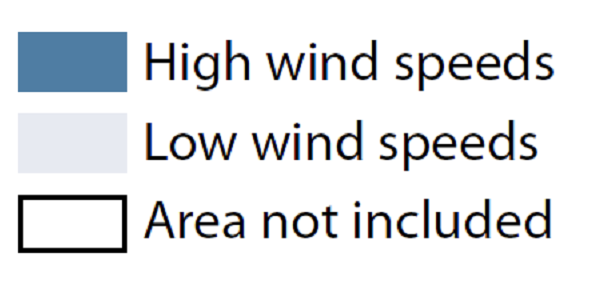 High wind speeds
Low wind speeds
Area not included